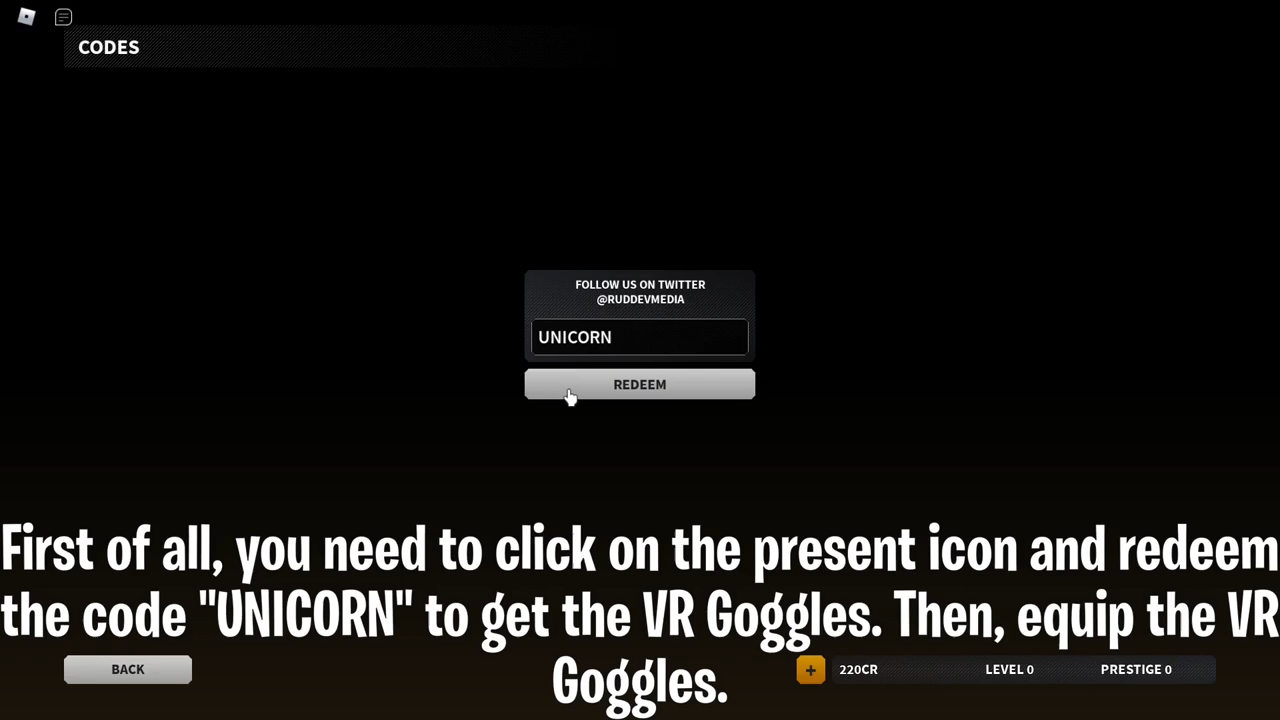 CODES
FOLLOW US ON TWITTER
@RUDDEVMEDIA
UNICORN
REDEEM
First of all, you need to click on the present icon and redeem
the code "UNICORN" to get the VR Goggles. Then, equip the VR
Goggles.
BACK
+
220CR LEVEL 0 PRESTIGE 0